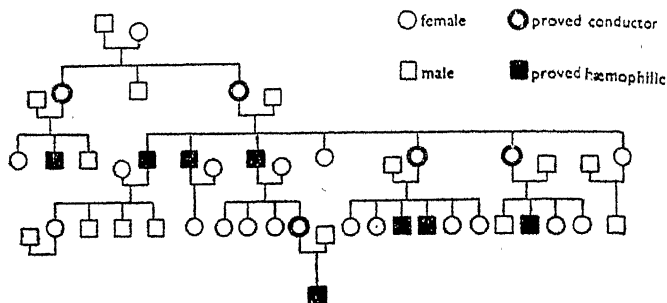 female
proved conductor
male
proved hæmophilic